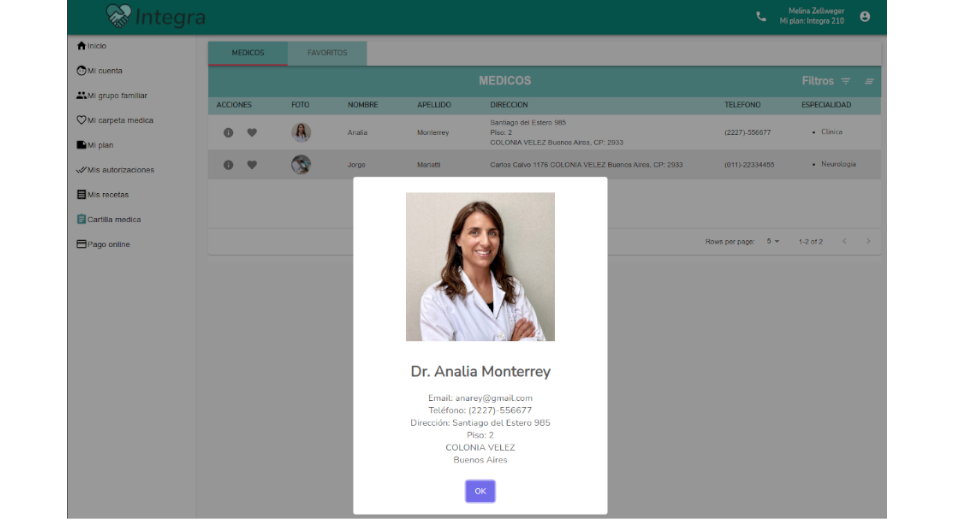 Integra
Melina Zellweger
Mi plan: Integra 210
Inicio
Mi cuenta
Mi grupo familiar
Mi carpeta medica
Mi plan
Mis autorizaciones
Mis recetas
Cartilla medica
Pago online
MEDICOS FAVORITOS
MEDICOS Filtros
ACCIONES FOTO NOMBRE APELLIDO DIRECCION TELEFONO ESPECIALIDAD
Santiago del Estero 985
Analia Monterrey Piso: 2 (2227)-556677 • Clinica
COLONIA VELEZ Buenos Aires, CP: 2933
Jorge Carlos Calvo 1176 COLONIA VELEZ Buenos Aires, CP: 2933 (011)-22334455 • Neurologia
Rows per page: 5 1-2 of 2
Dr. Analia Monterrey
Email: anarey@gmail.com
Teléfono: (2227)-556677
Dirección: Santiago del Estero 985
Piso: 2
COLONIA VELEZ
Buenos Aires
OK